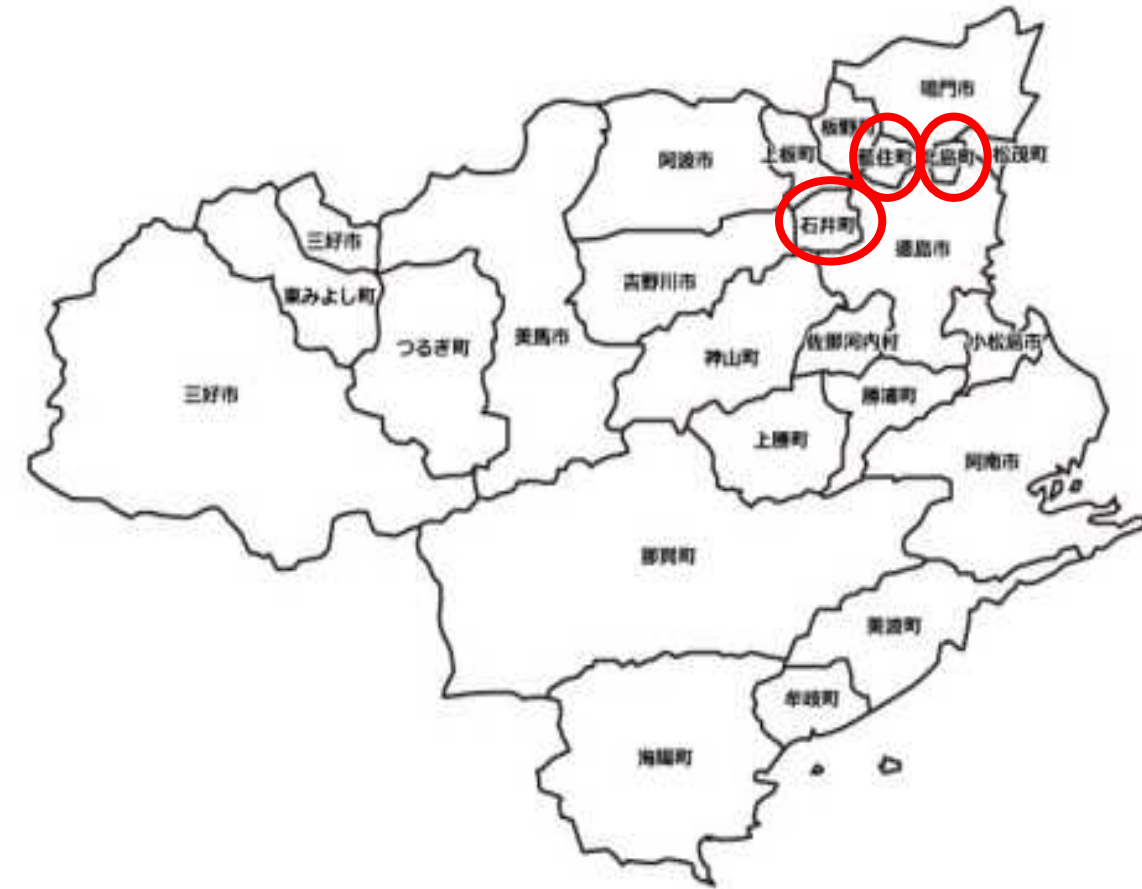 鳴門市
板野町
阿波市
上板町
藍住町
北島町
松茂町
石井町
三好市
徳島市
吉野川市
東みよし町
美馬市
つるぎ町
佐那河内村
小松島市
神山町
三好市
勝浦町
上勝町
阿南市
那賀町
美波町
牟岐町
海陽町